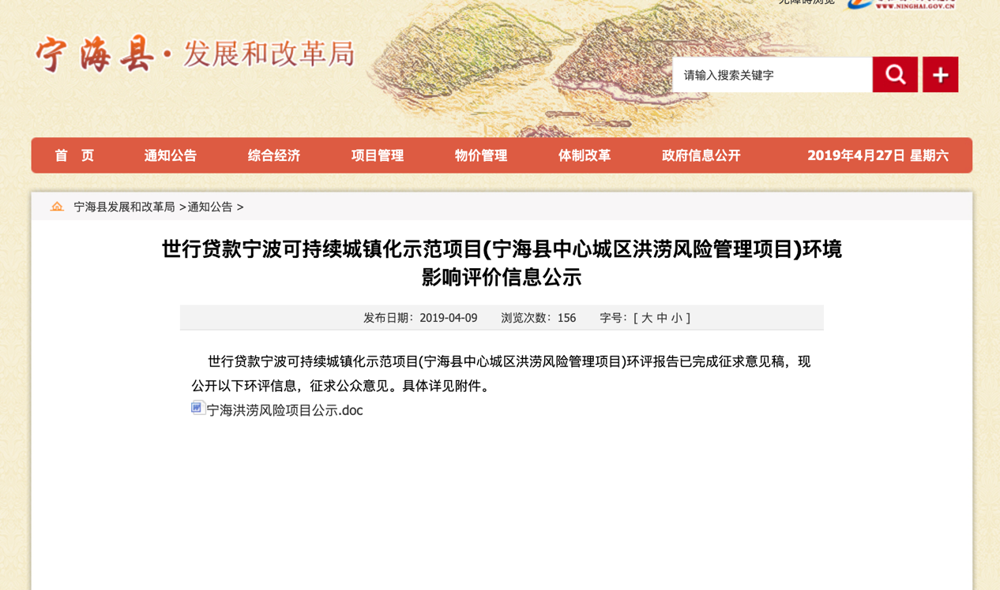 无障碍浏览
WWW.NINGHAI.GOV.CN
宁海县·发展和改革局
请输入搜索关键字
首 页 通知公告 综合经济 项目管理 物价管理 体制改革 政府信息公开 2019年4月27日 星期六
宁海县发展和改革局 >通知公告 >
世行贷款宁波可持续城镇化示范项目(宁海县中心城区洪涝风险管理项目)环境
影响评价信息公示
发布日期：2019-04-09 浏览次数：156 字号：[ 大 中 小 ]
世行贷款宁波可持续城镇化示范项目(宁海县中心城区洪涝风险管理项目)环评报告已完成征求意见稿，现
公开以下环评信息，征求公众意见。具体详见附件。
宁海洪涝风险项目公示.doc